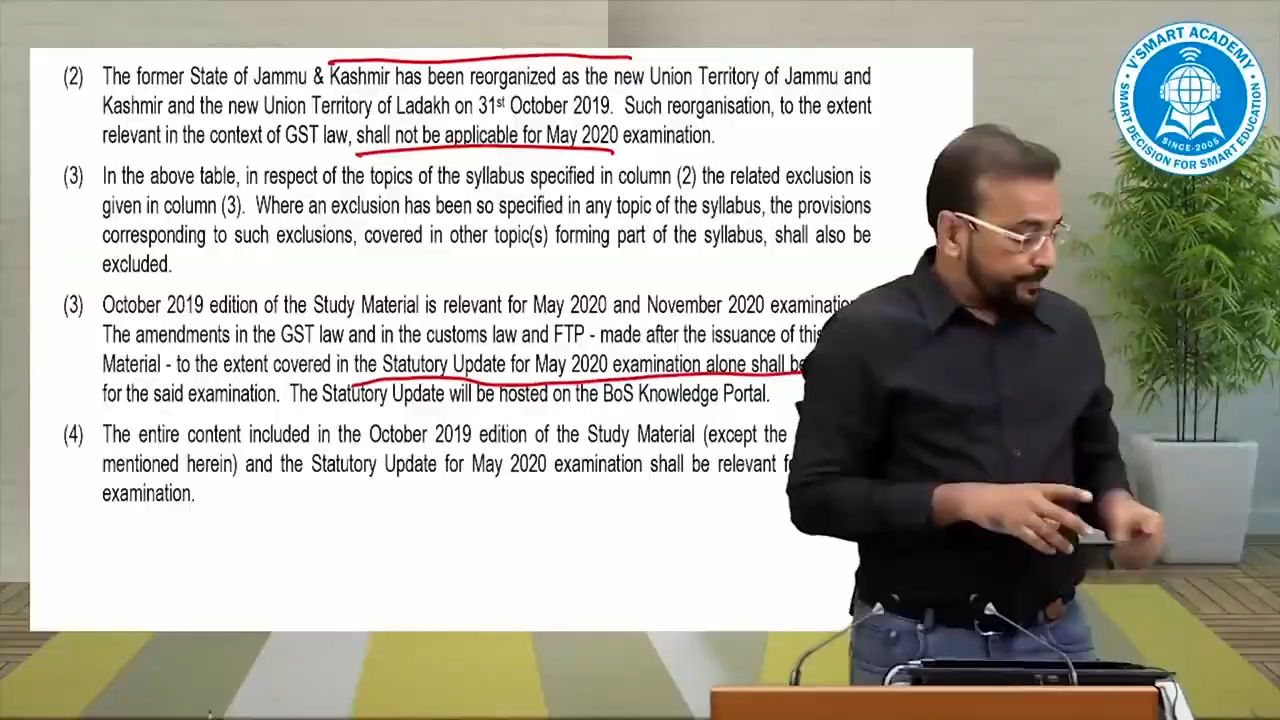 (2) The former State of Jammu & Kashmir has been reorganized as the new Union Territory of Jammu and
Kashmir and the new Union Territory of Ladakh on 31st October 2019. Such reorganisation, to the extent
relevant in the context of GST law, shall not be applicable for May 2020 examination.
(3) In the above table, in respect of the topics of the syllabus specified in column (2) the related exclusion is
given in column (3). Where an exclusion has been so specified in any topic of the syllabus, the provisions
corresponding to such exclusions, covered in other topic(s) forming part of the syllabus, shall also be
excluded.
(3) October 2019 edition of the Study Material is relevant for May 2020 and November 2020
The amendments in the GST law and in the customs law and FTP - made after the issuance of this
Material - to the extent covered in the Statutory Update for May 2020 examination alone shall be
for the said examination. The Statutory Update will be hosted on the BoS Knowledge Portal.
(4) The entire content included in the October 2019 edition of the Study Material (except the
mentioned herein) and the Statutory Update for May 2020 examination shall be relevant
examination.
V'SMART ACADEMY
SINCE-2005
SMART DECISION FOR SMART EDUCATION